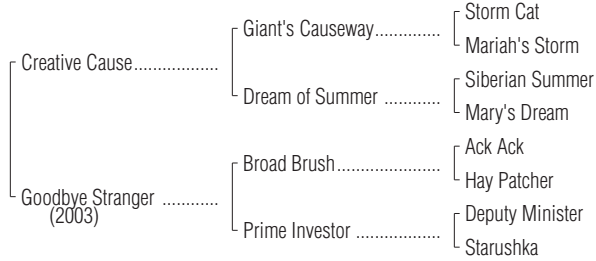 Storm Cat
Giant's Causeway..............
Mariah's Storm
Creative Cause..................
Siberian Summer
Dream of Summer ............
Mary's Dream
Ack Ack
Broad Brush......................
Hay Patcher
Goodbye Stranger ............
(2003)
Deputy Minister
Prime Investor ..................
Starushka